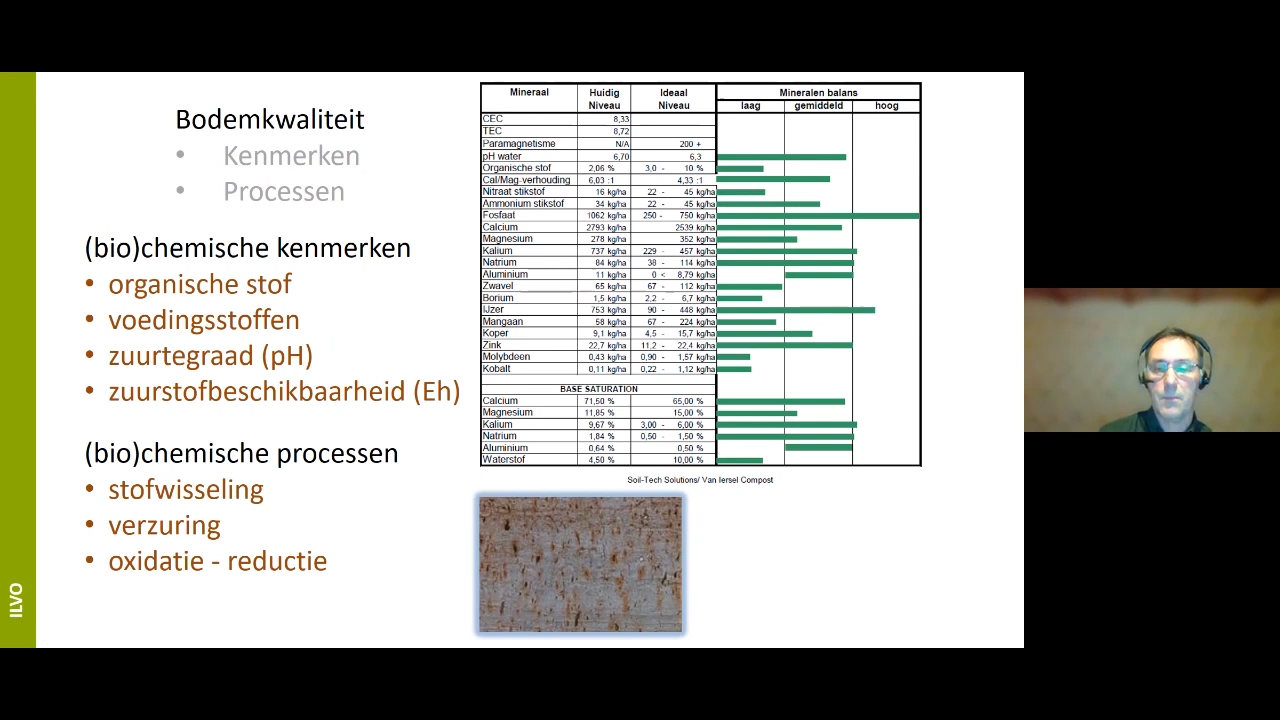 Bodemkwaliteit
• Kenmerken
• Processen
(bio)chemische kenmerken
• organische stof
• voedingsstoffen
• zuurtegraad (pH)
• zuurstofbeschikbaarheid (Eh)
(bio)chemische processen
• stofwisseling
• verzuring
• oxidatie - reductie
ILVO
Mineraal Huidig Niveau Ideaal Niveau Mineralen balans
laag gemiddeld hoog
CEC 8,33
TEC 8,72
Paramagnetisme N/A 200 +
pH water 6,70 6,3
Organische stof 2,06 % 3,0 - 10 %
Cal/Mag-verhouding 6,03 :1 4,33 :1
Nitraat stikstof 16 kg/ha 22 - 45 kg/ha
Ammonium stikstof 34 kg/ha 22 - 45 kg/ha
Fosfaat 1062 kg/ha 250 - 750 kg/ha
Calcium 2793 kg/ha 2539 kg/ha
Magnesium 278 kg/ha 352 kg/ha
Kalium 737 kg/ha 229 - 457 kg/ha
Natrium 84 kg/ha 38 - 114 kg/ha
Aluminium 11 kg/ha 0 < 8,79 kg/ha
Zwavel 65 kg/ha 67 - 112 kg/ha
Borium 1,5 kg/ha 2,2 - 6,7 kg/ha
IJzer 753 kg/ha 90 - 448 kg/ha
Mangaan 58 kg/ha 67 - 224 kg/ha
Koper 9,1 kg/ha 4,5 - 15,7 kg/ha
Zink 22,7 kg/ha 11,2 - 22,4 kg/ha
Molybdeen 0,43 kg/ha 0,90 - 1,57 kg/ha
Kobalt 0,11 kg/ha 0,22 - 1,12 kg/ha
BASE SATURATION
Calcium 71,50 % 65,00 %
Magnesium 11,85 % 15,00 %
Kalium 9,67 % 3,00 - 6,00 %
Natrium 1,84 % 0,50 - 1,50 %
Aluminium 0,64 % 0,50 %
Waterstof 4,50 % 10,00 %
Soil-Tech Solutions/ Van Iersel Compost